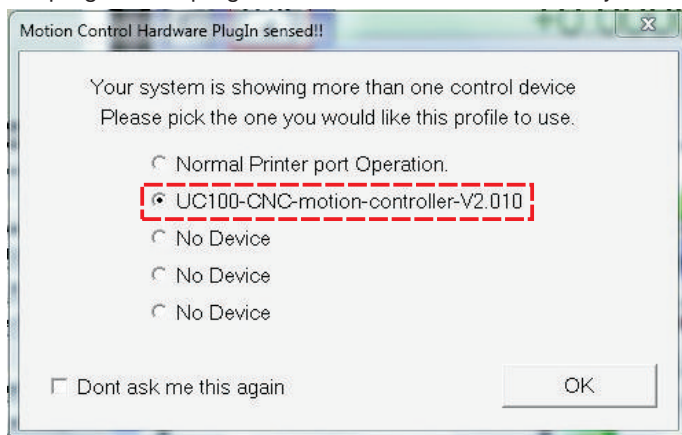 Motion Control Hardware PlugIn sensed!!
Your system is showing more than one control device
Please pick the one you would like this profile to use.
Normal Printer port Operation.
UC100-CNC-motion-controller-V2.010
No Device
No Device
No Device
Dont ask me this again
OK